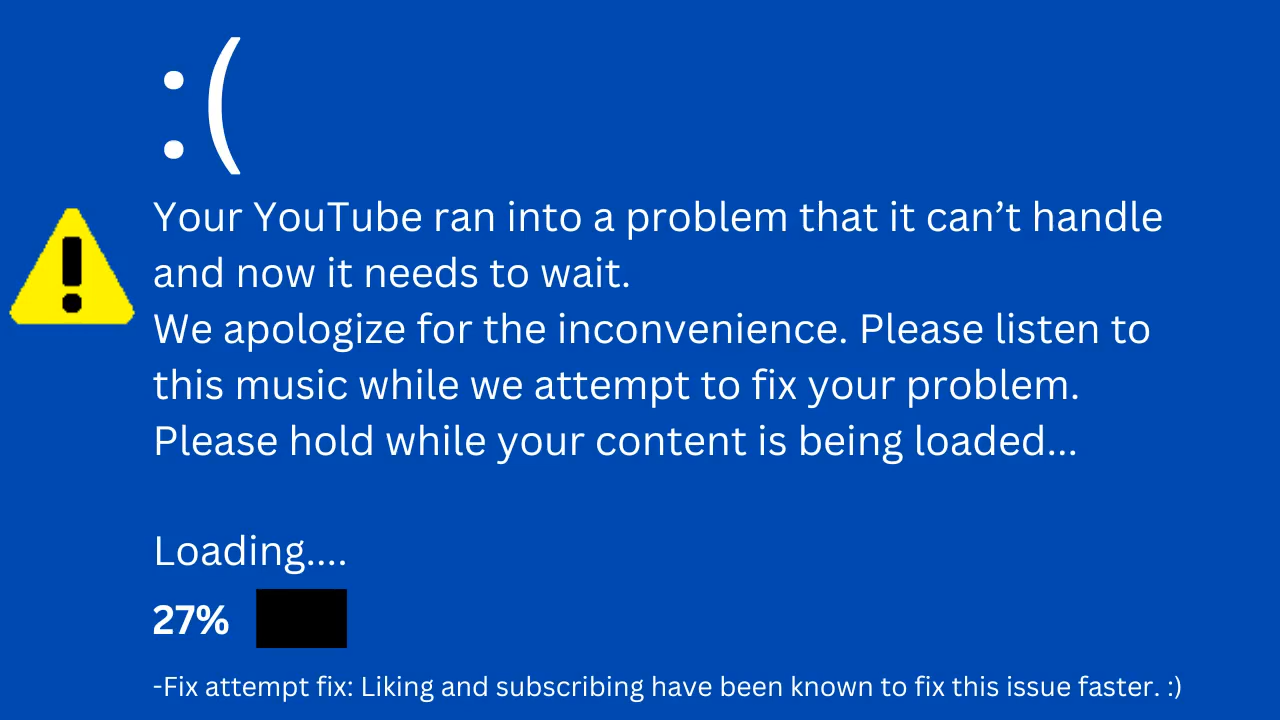 :(
Your YouTube ran into a problem that it can’t handle
and now it needs to wait.
We apologize for the inconvenience. Please listen to
this music while we attempt to fix your problem.
Please hold while your content is being loaded...
Loading....
27%
-Fix attempt fix: Liking and subscribing have been known to fix this issue faster. :)